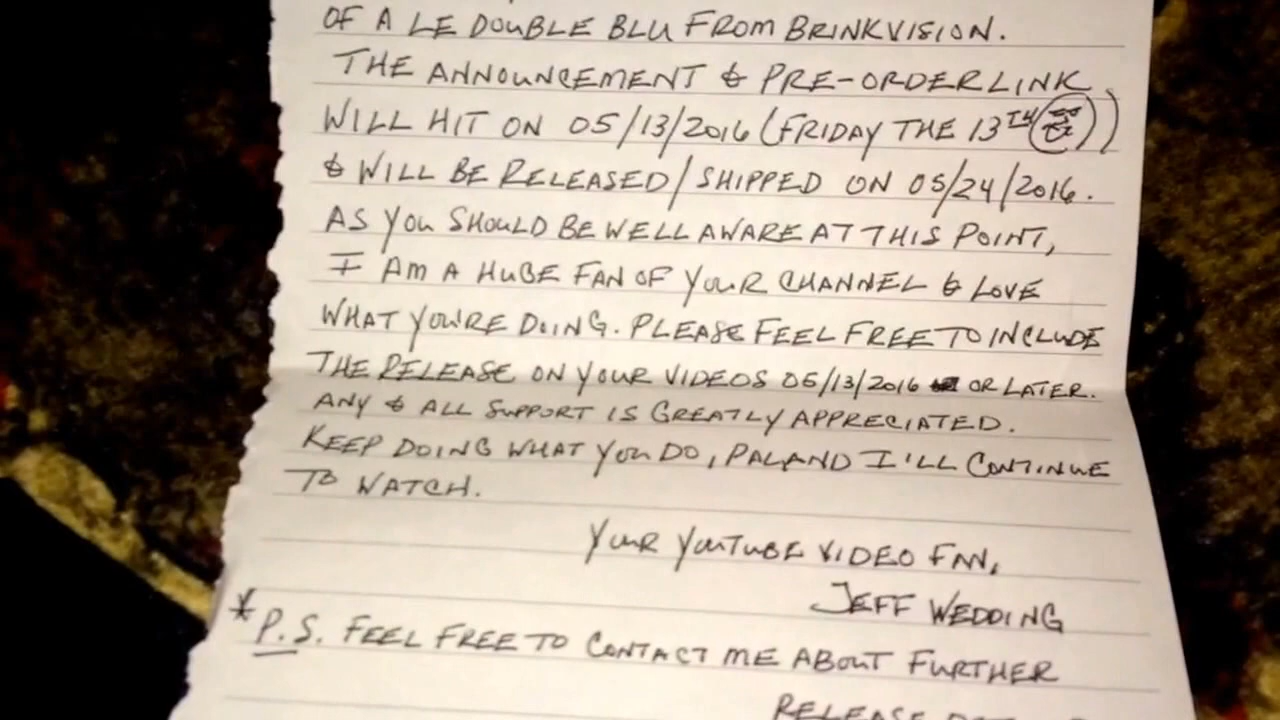 OF A LE DOUBLE BLU FROM BRINKVISION.
THE ANNOUNCEMENT & PRE-ORDER LINK
WILL HIT ON 05/13/2016 (FRIDAY THE 13TH)
& WILL BE RELEASED/SHIPPED ON 05/24/2016.
AS YOU SHOULD BE WELL AWARE AT THIS POINT,
I AM A HUGE FAN OF YOUR CHANNEL & LOVE
WHAT YOU'RE DOING. PLEASE FEEL FREE TO INCLUDE
THE RELEASE ON YOUR VIDEOS 05/13/2016 OR LATER.
ANY & ALL SUPPORT IS GREATLY APPRECIATED.
KEEP DOING WHAT YOU DO, PAL AND I'LL CONTINUE
TO WATCH.
YOUR YOUTUBE VIDEO FAN,
JEFF WEDDING
*P.S. FEEL FREE TO CONTACT ME ABOUT FURTHER
RELEASE